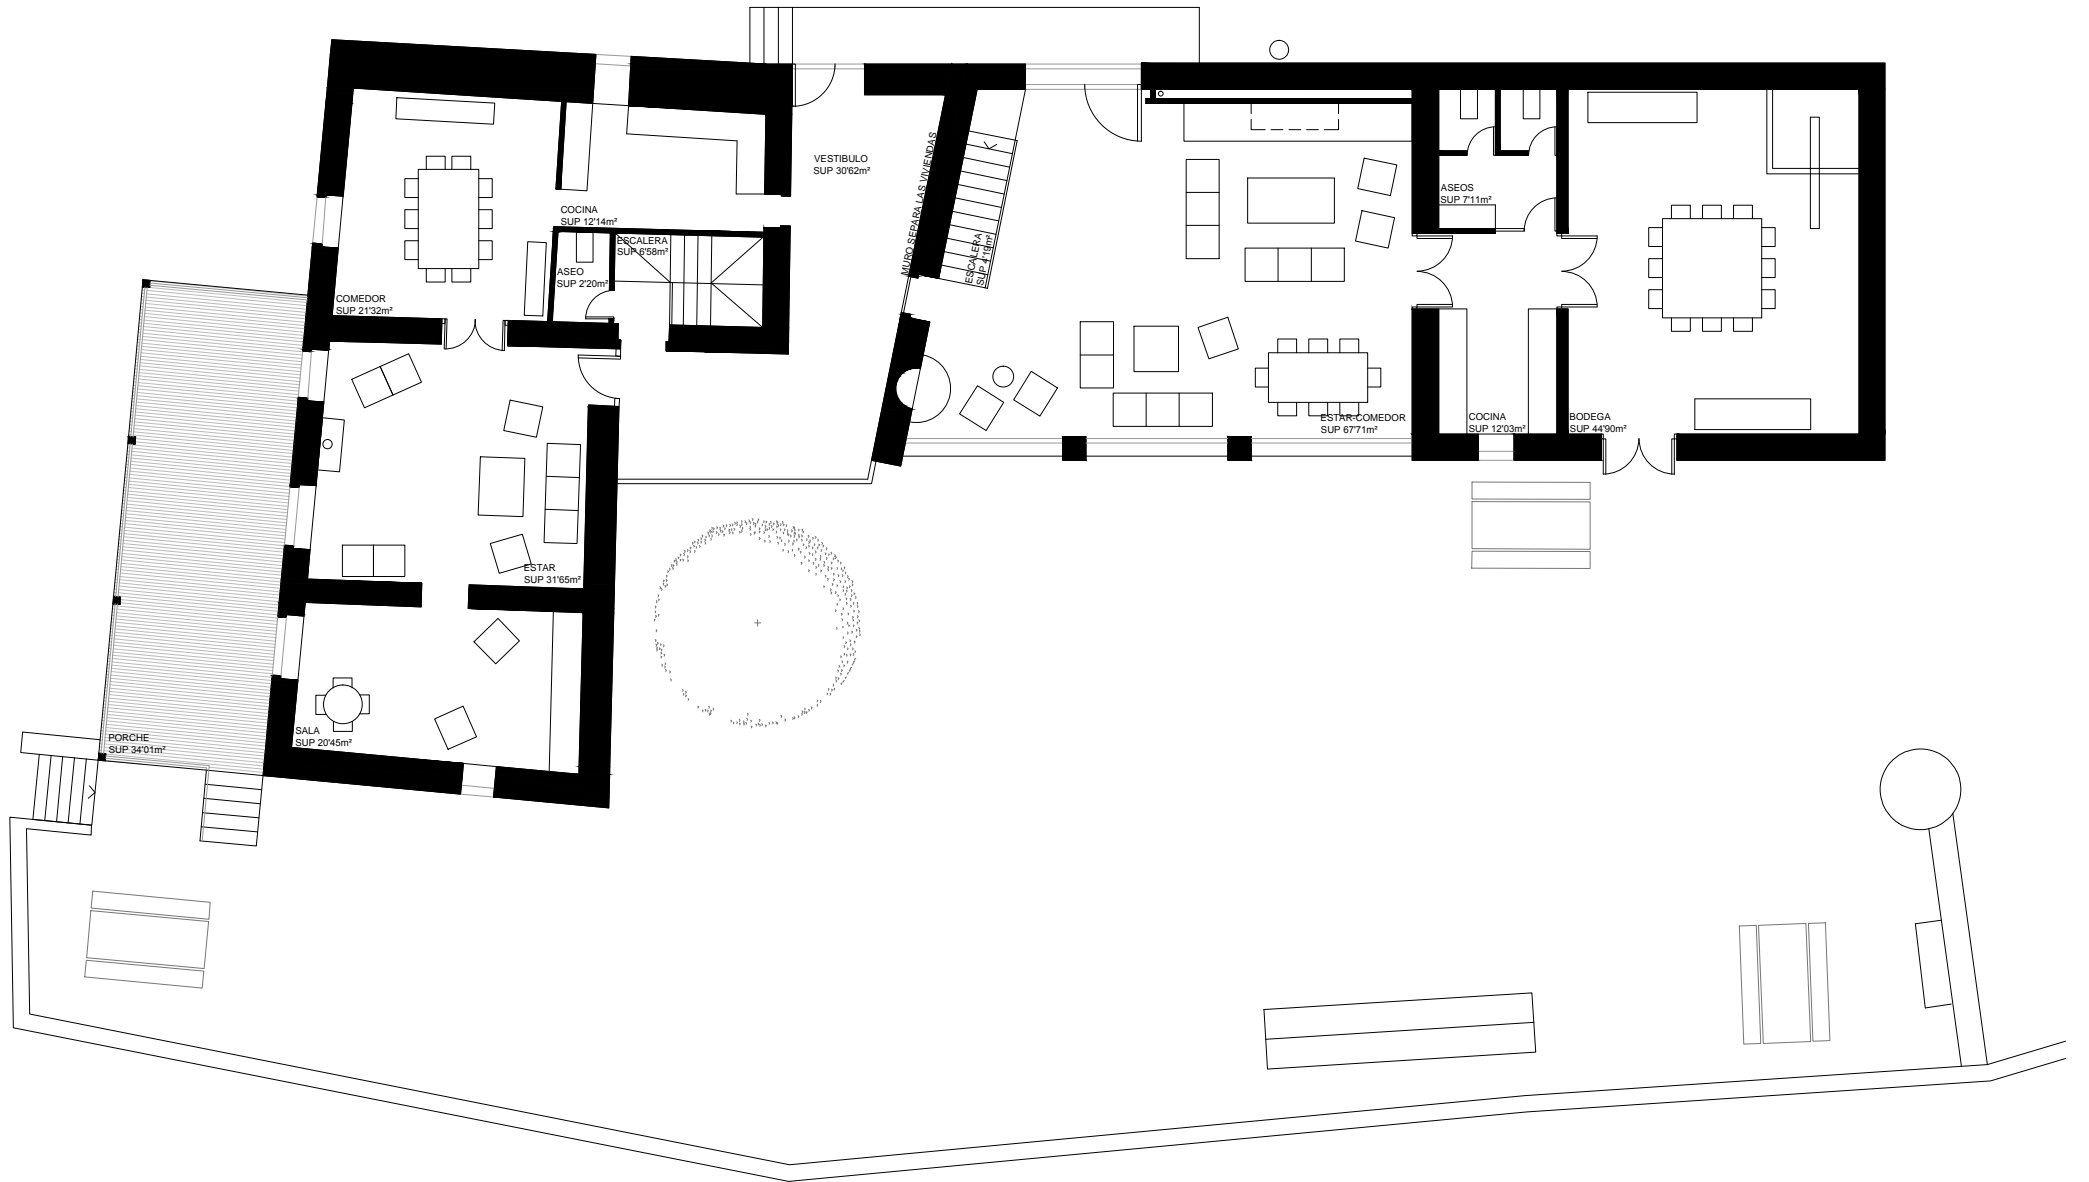 VESTIBULO
SUP 30'62m²
MURO SEPARA LAS VIVIENDAS
ESCALERA
SUP 4'19m²
ASEOS
SUP 7'11m²
COCINA
SUP 12'14m²
ESCALERA
SUP 6'58m²
ASEO
SUP 2'20m²
COMEDOR
SUP 21'32m²
ESTAR-COMEDOR
SUP 67'71m²
COCINA
SUP 12'03m²
BODEGA
SUP 44'90m²
ESTAR
SUP 31'65m²
SALA
SUP 20'45m²
PORCHE
SUP 34'01m²